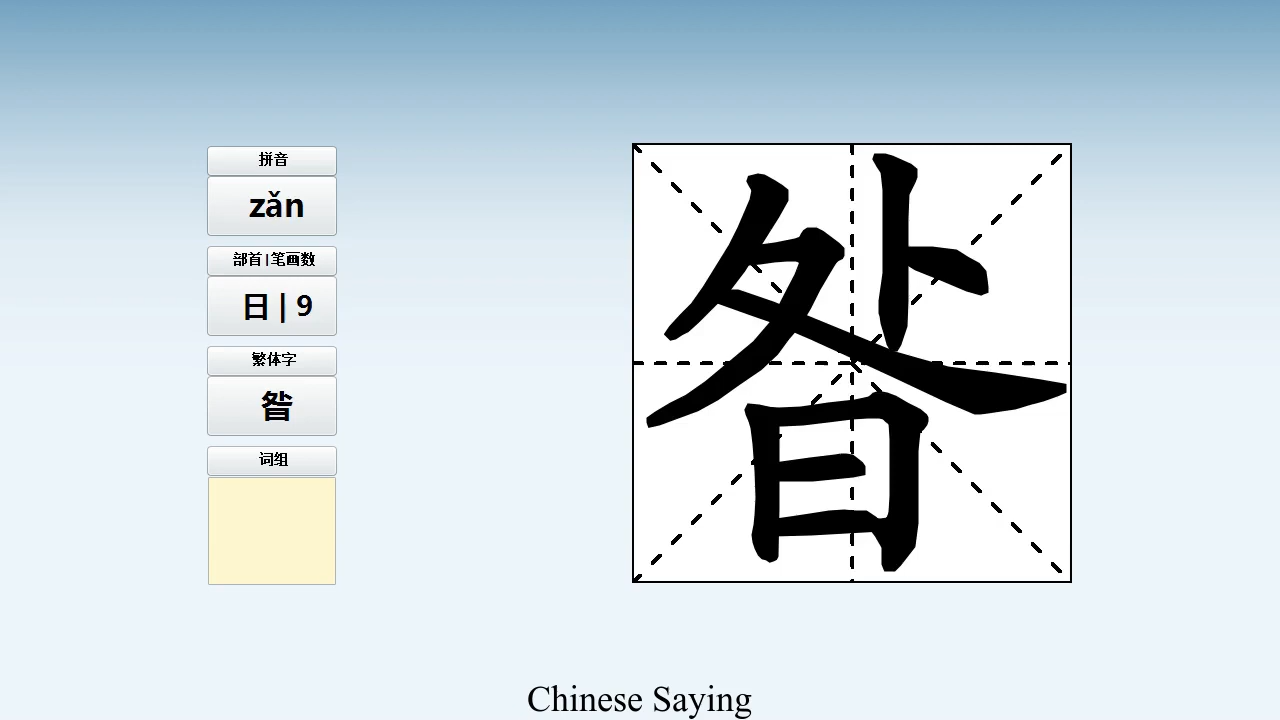 拼音
zǎn
部首|笔画数
日 | 9
繁体字
昝
词组
昝
Chinese Saying